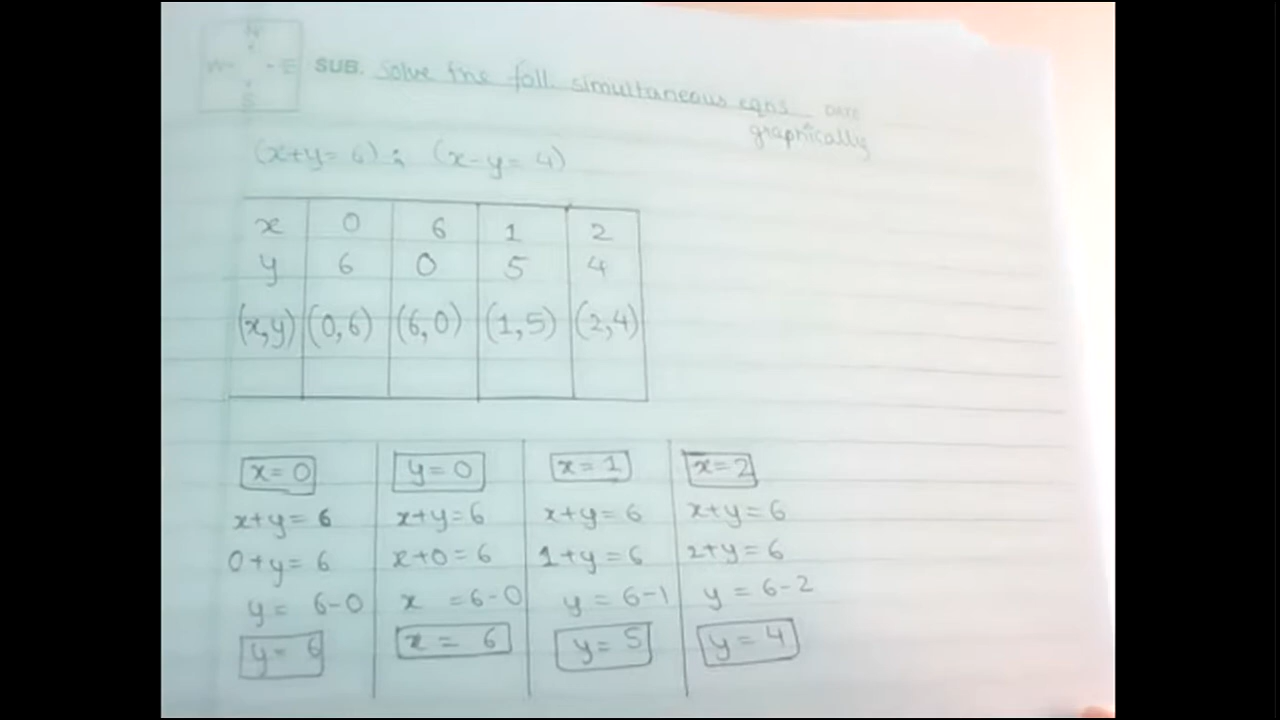 SUB. Solve the foll. simultaneous eqns
graphically
(x+y=6) ; (x-y=4)
x 0 6 1 2
y 6 0 5 4
(x,y) (0,6) (6,0) (1,5) (2,4)
x=0 y=0 x=1 x=2
x+y=6 x+y=6 x+y=6 x+y=6
0+y=6 x+0=6 1+y=6 2+y=6
y=6-0 x=6-0 y=6-1 y=6-2
y=6 x=6 y=5 y=4